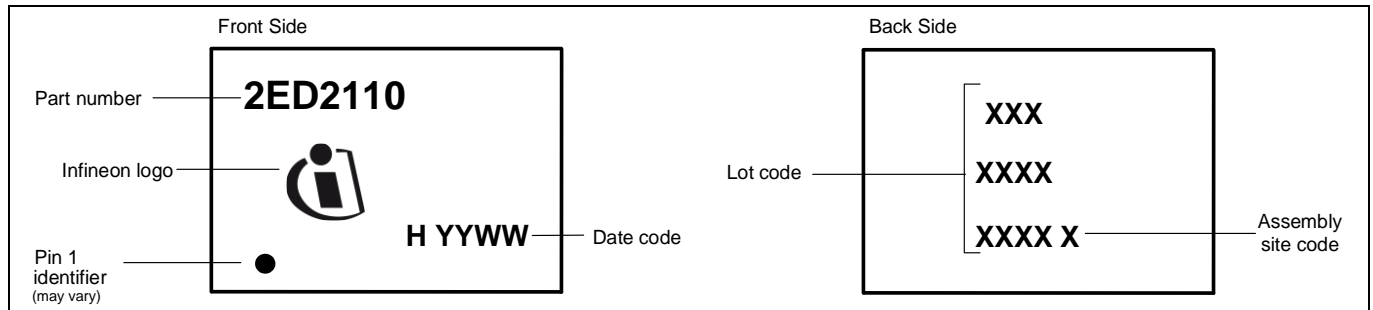 Front Side
Part number
2ED2110
Infineon logo
H YYWW
Date code
Pin 1
identifier
(may vary)
Back Side
XXX
Lot code
XXXX
XXXX X
Assembly
site code